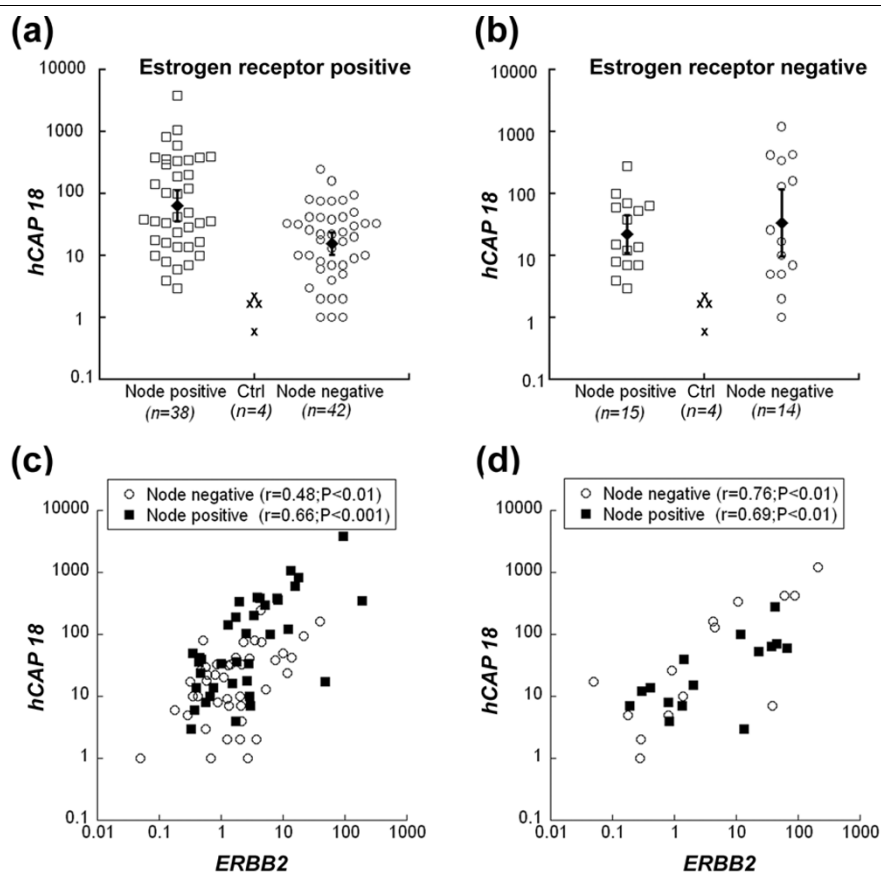 (a)
Estrogen receptor positive
10000
1000
100
10
1
0.1
hCAP 18
x
x x x
x
Node positive Ctrl Node negative
(n=38) (n=4) (n=42)
(b)
Estrogen receptor negative
10000
1000
100
10
1
0.1
hCAP 18
x
x x x
x
Node positive Ctrl Node negative
(n=15) (n=4) (n=14)
(c)
Node negative (r=0.48;P<0.01)
Node positive (r=0.66;P<0.001)
10000
1000
100
10
1
0.1
hCAP 18
0.01 0.1 1 10 100 1000
ERBB2
(d)
Node negative (r=0.76;P<0.01)
Node positive (r=0.69;P<0.01)
10000
1000
100
10
1
0.1
hCAP 18
0.01 0.1 1 10 100 1000
ERBB2